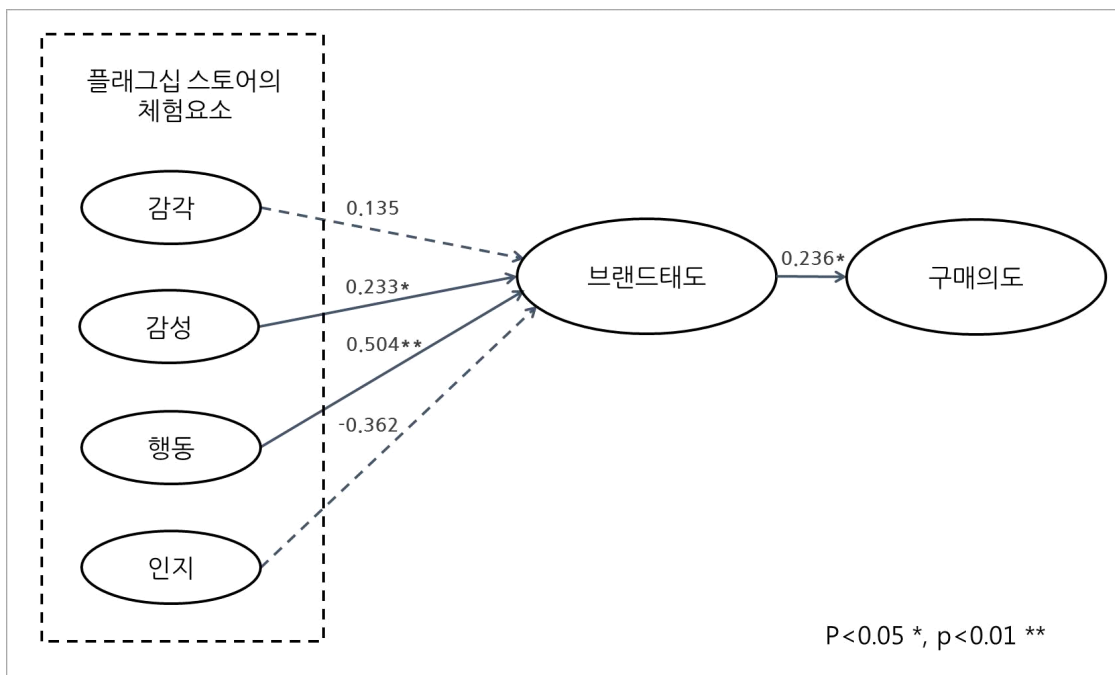 플래그십 스토어의
체험요소
감각
0.135
감성
0.233*
브랜드태도
0.236*
구매의도
행동
0.504**
-0.362
인지
P<0.05 *, p<0.01 **